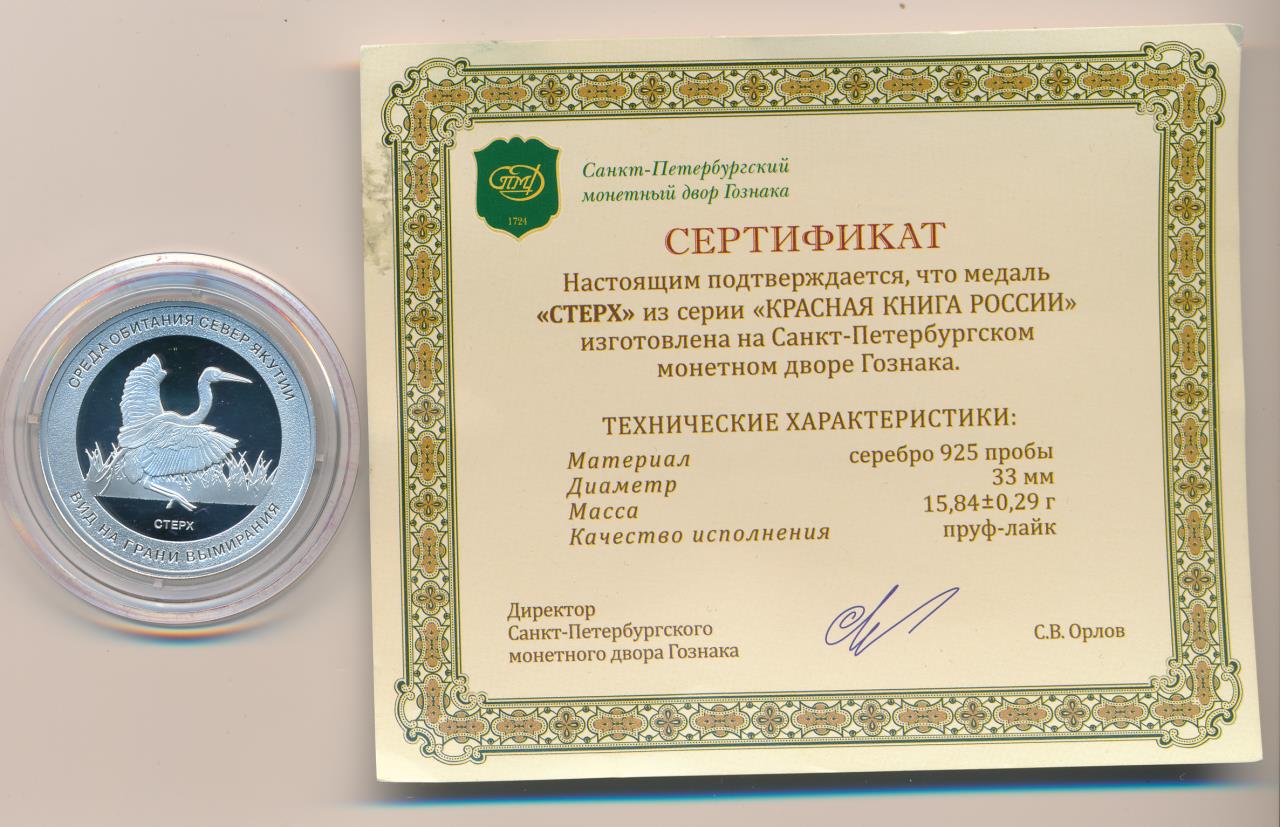 СРЕДА ОБИТАНИЯ СЕВЕР ЯКУТИИ
СТЕРХ
ВИД НА ГРАНИ ВЫМИРАНИЯ
СПМД
1724
Санкт-Петербургский
монетный двор Гознака
СЕРТИФИКАТ
Настоящим подтверждается, что медаль
«СТЕРХ» из серии «КРАСНАЯ КНИГА РОССИИ»
изготовлена на Санкт-Петербургском
монетном дворе Гознака.
ТЕХНИЧЕСКИЕ ХАРАКТЕРИСТИКИ:
Материал серебро 925 пробы
Диаметр 33 мм
Масса 15,84±0,29 г
Качество исполнения пруф-лайк
Директор
Санкт-Петербургского
монетного двора Гознака
С.В. Орлов